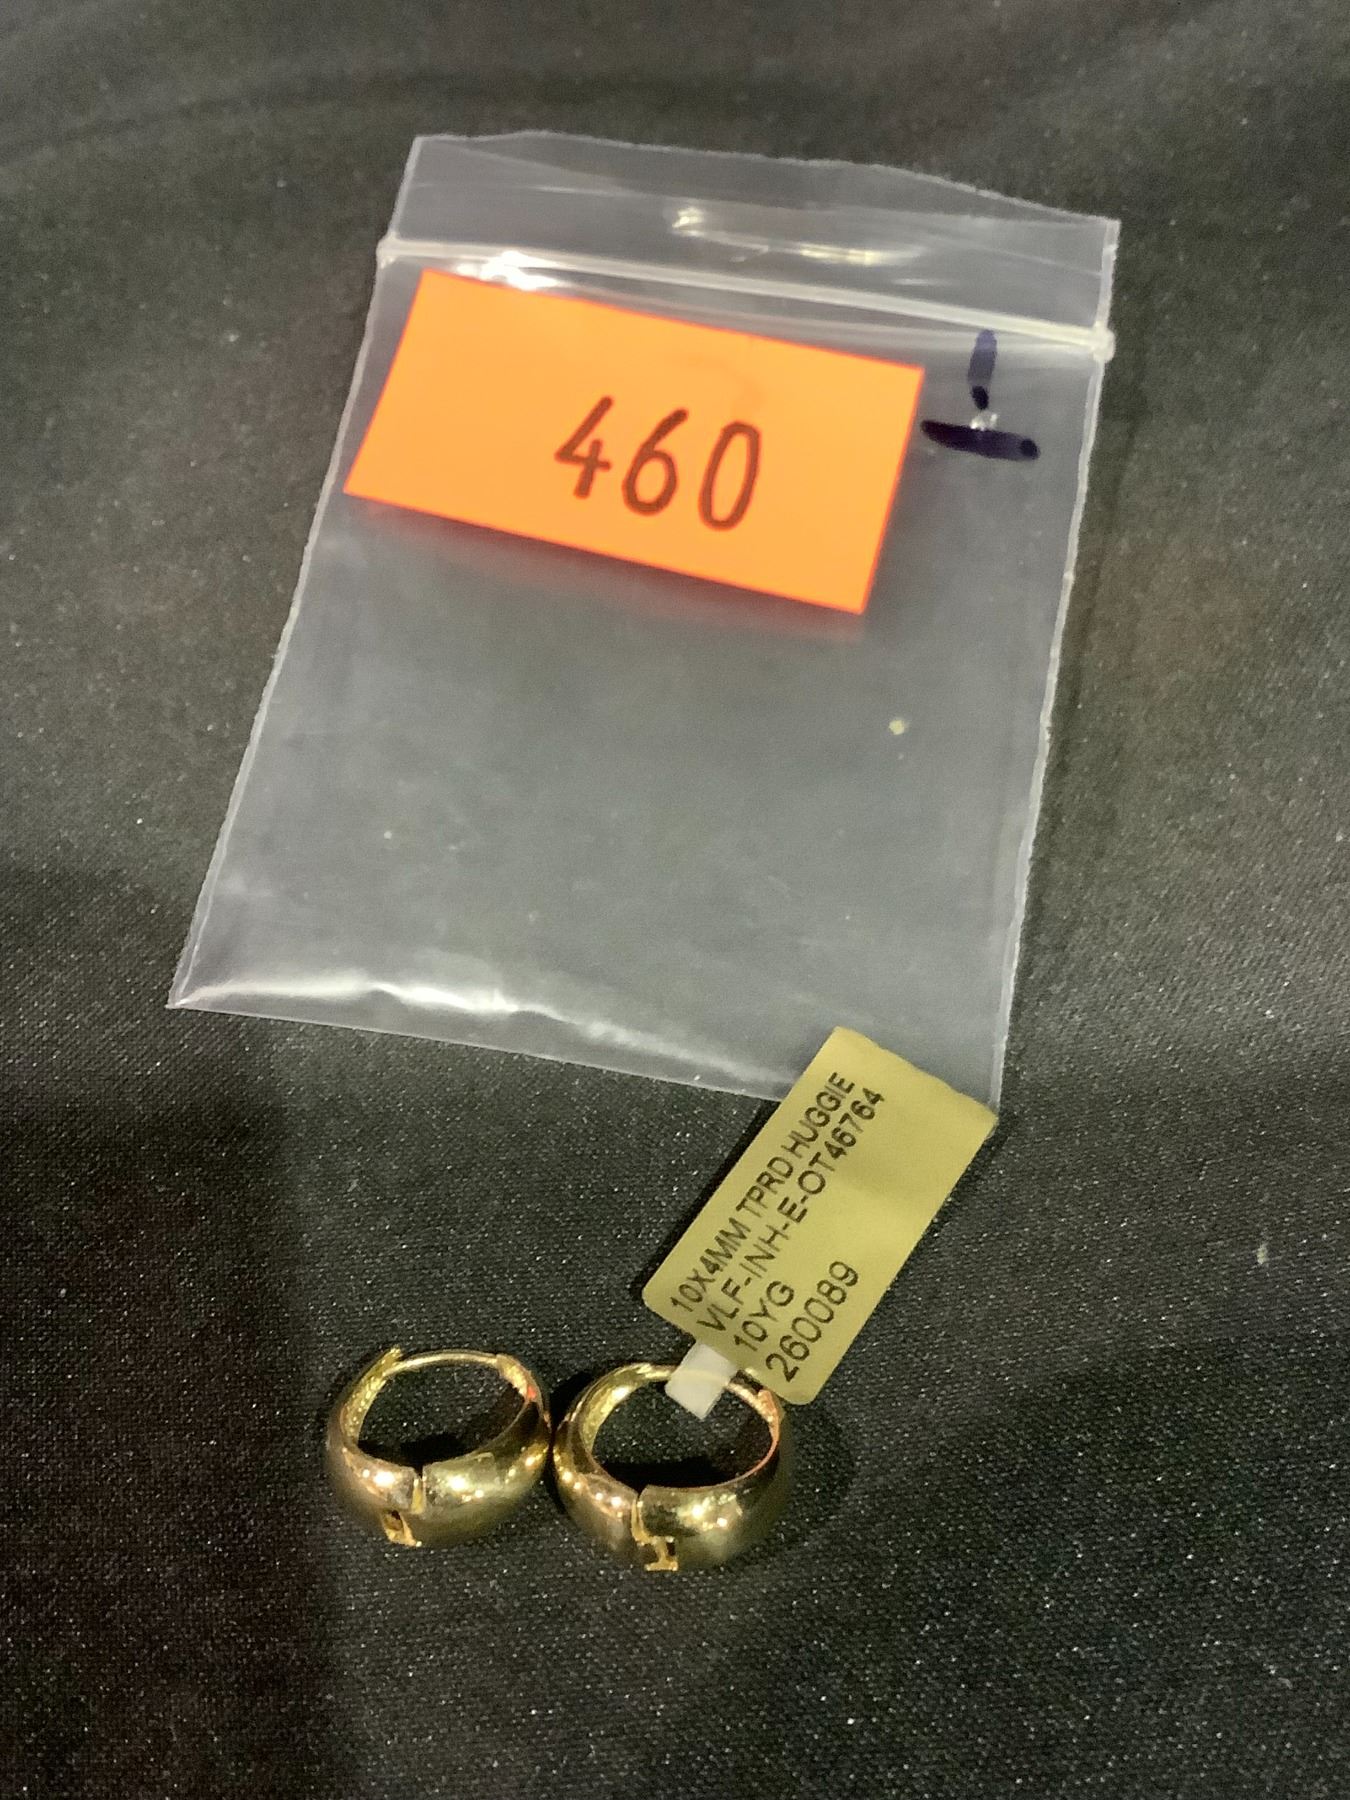 460
10X4MM TPRD HUGGIE
VLF-INH-E-OT46764
10YG
260089